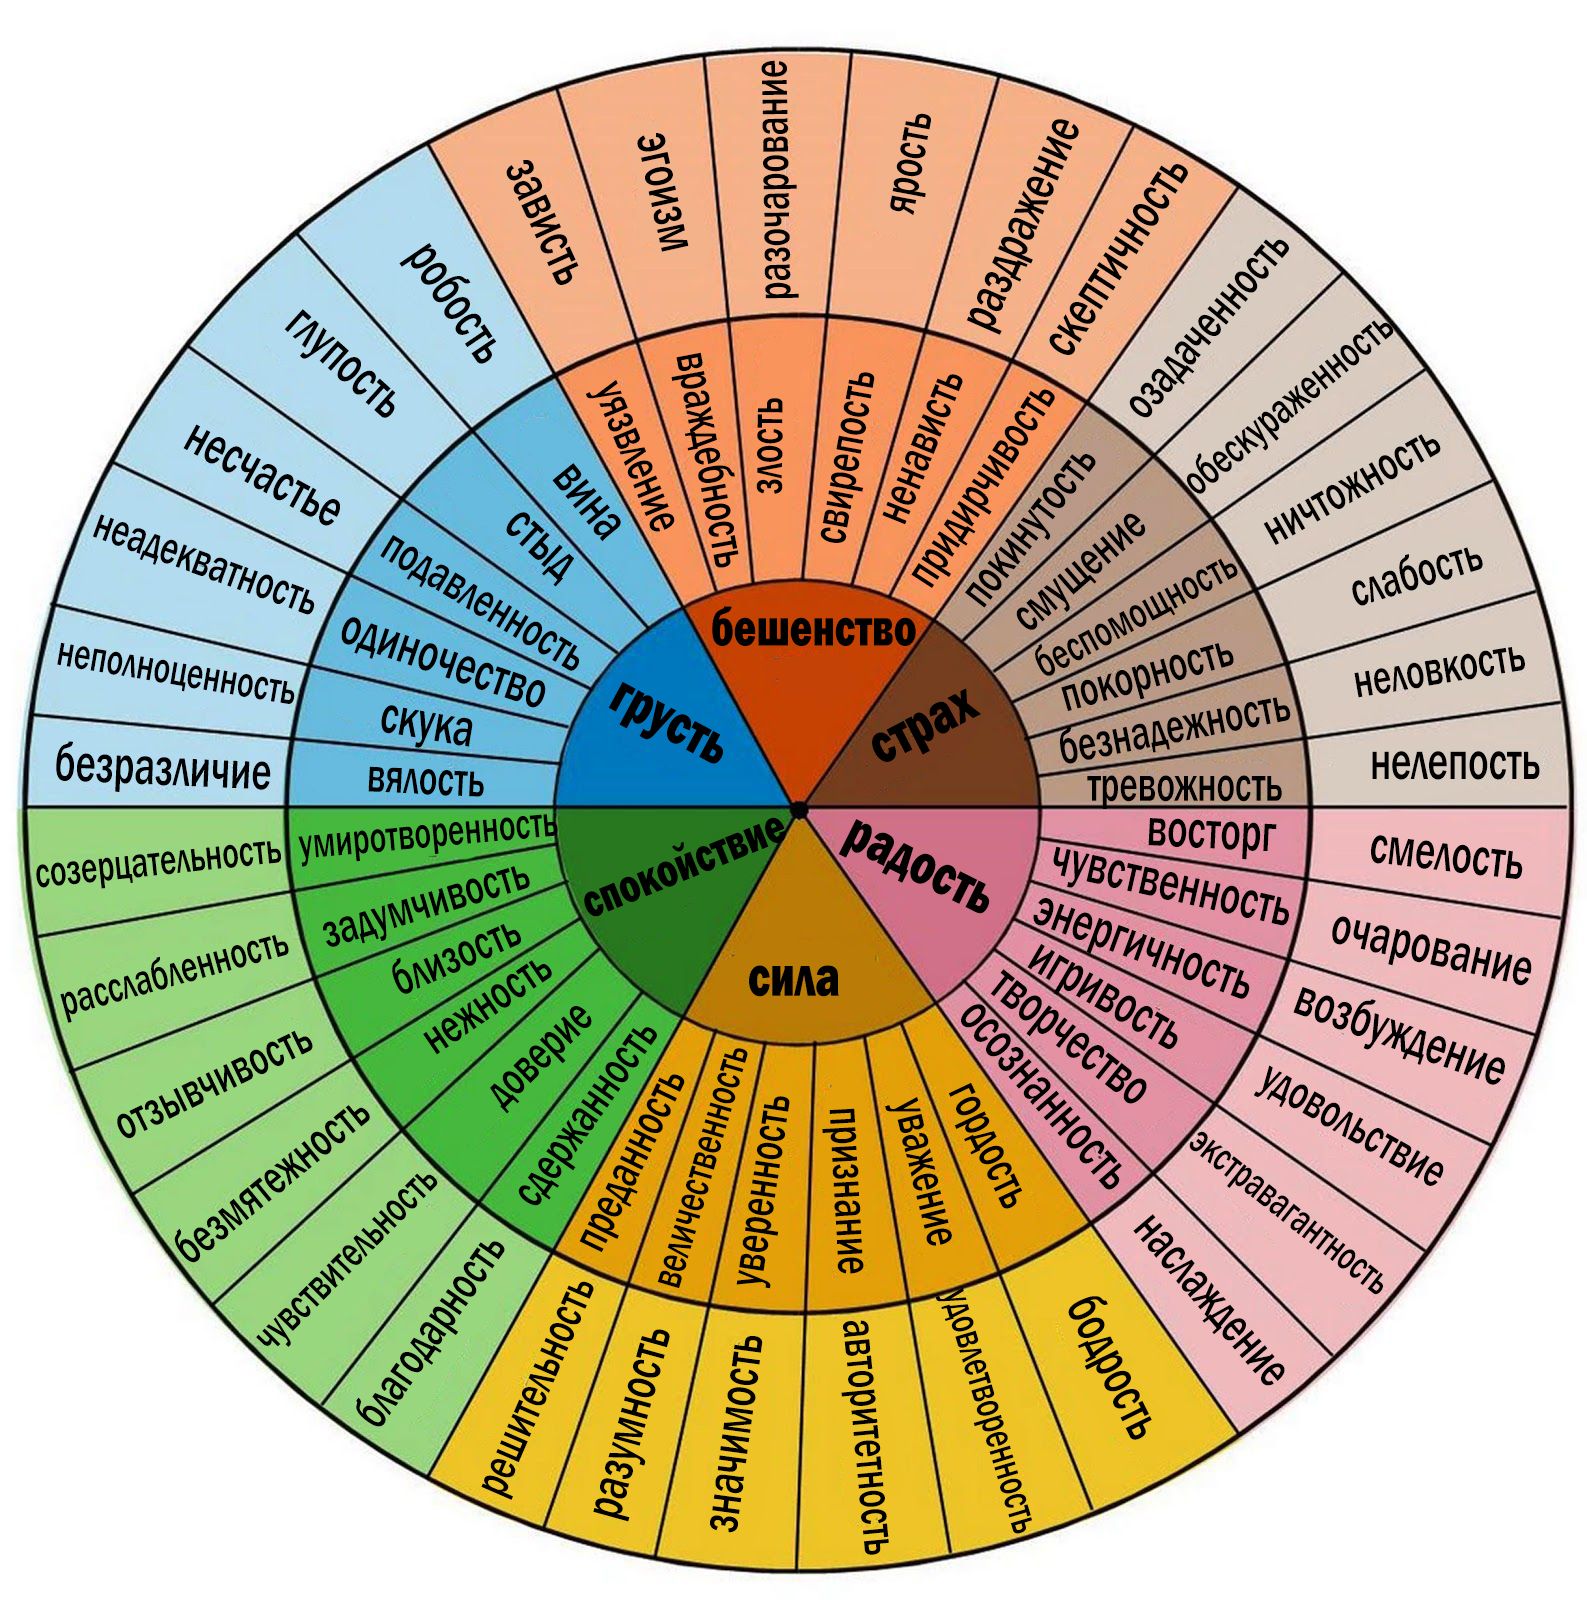 зависть
эгоизм
разочарование
ярость
раздражение
скептичность
уязвление
враждебность
злость
свирепость
ненависть
придирчивость
бешенство
озадаченность
обескураженность
ничтожность
слабость
неловкость
нелепость
покинутость
смущение
беспомощность
покорность
безнадежность
тревожность
страх
смелость
очарование
возбуждение
удовольствие
экстравагантность
наслаждение
восторг
чувственность
энергичность
игривость
творчество
осознанность
радость
бодрость
удовлетворенность
авторитетность
значимость
разумность
решительность
гордость
уважение
признание
уверенность
величественность
преданность
сила
благодарность
чувствительность
безмятежность
отзывчивость
расслабленность
созерцательность
сдержанность
доверие
нежность
близость
задумчивость
умиротворенность
спокойствие
безразличие
неполноценность
неадекватность
несчастье
глупость
робость
вялость
скука
одиночество
подавленность
стыд
вина
грусть